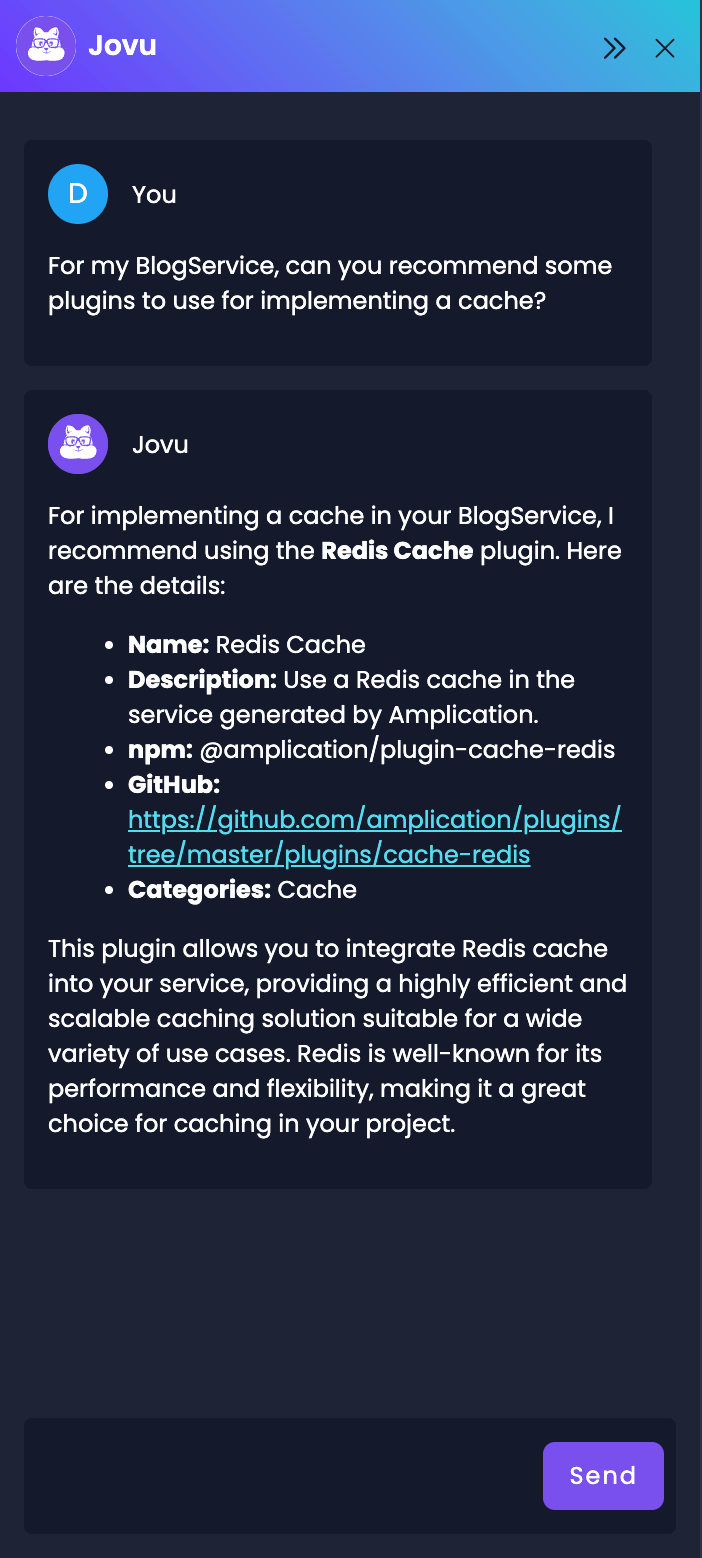 Jovu
D
You
For my BlogService, can you recommend some
plugins to use for implementing a cache?
Jovu
For implementing a cache in your BlogService, I
recommend using the Redis Cache plugin. Here
are the details:
• Name: Redis Cache
• Description: Use a Redis cache in the
service generated by Amplication.
• npm: @amplication/plugin-cache-redis
• GitHub:
https://github.com/amplication/plugins/
tree/master/plugins/cache-redis
• Categories: Cache
This plugin allows you to integrate Redis cache
into your service, providing a highly efficient and
scalable caching solution suitable for a wide
variety of use cases. Redis is well-known for its
performance and flexibility, making it a great
choice for caching in your project.
Send